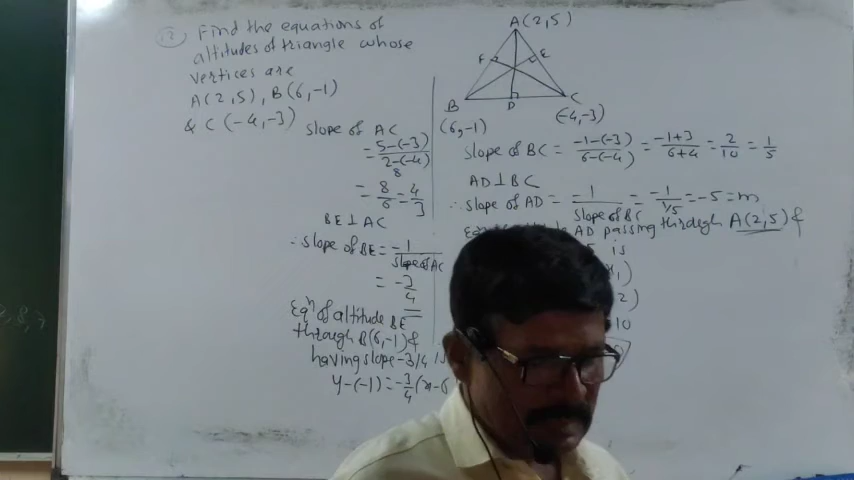 12 Find the equations of
altitudes of triangle whose
vertices are
A(2,5), B(6,-1)
& C(-4,-3)
A(2,5)
F E
B D C
(6,-1) (-4,-3)
slope of AC
= 5-(-3) / 2-(-4)
= 8/6 = 4/3
BE ⊥ AC
∴ slope of BE = -1 / slope of AC
= -3/4
Eqn of altitude BE
through B(6,-1) &
having slope -3/4 is
y-(-1) = -3/4 (x-6
slope of BC = -1-(-3) / 6-(-4) = -1+3 / 6+4 = 2/10 = 1/5
AD ⊥ BC
∴ slope of AD = -1 / slope of BC = -1 / 1/5 = -5 = m
AD passing through A(2,5) &
is
2)
10